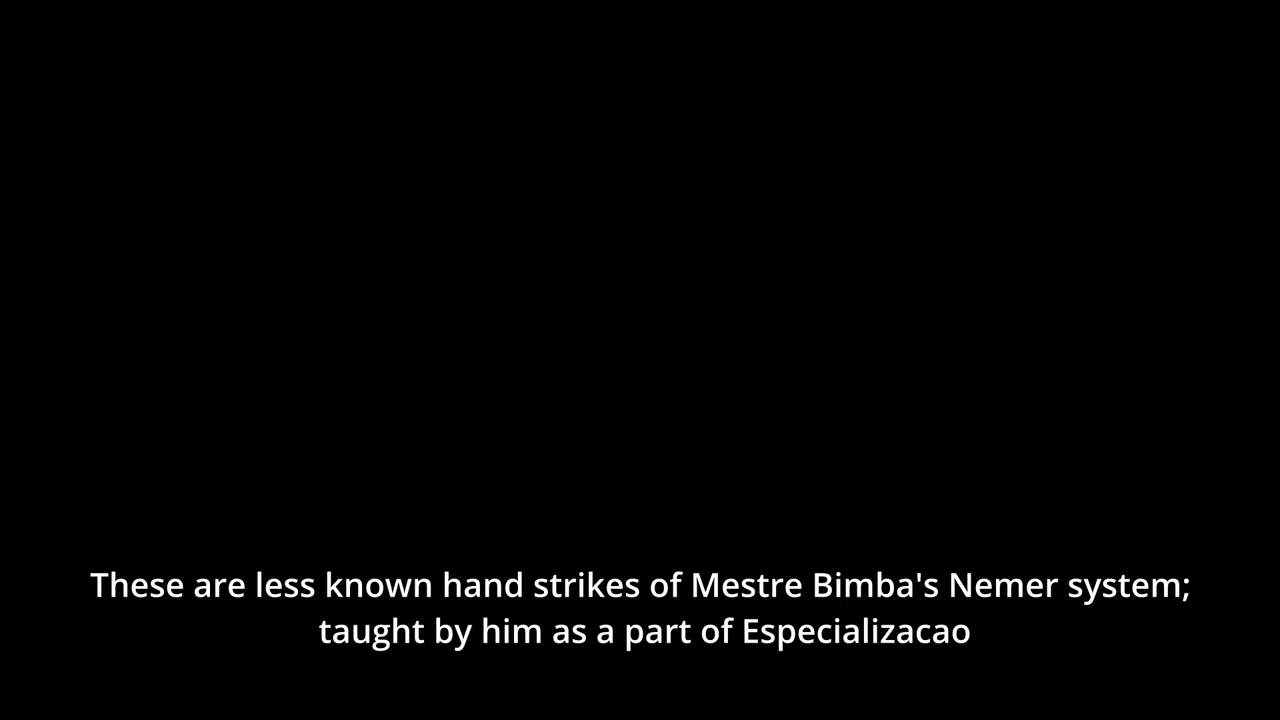 These are less known hand strikes of Mestre Bimba's Nemer system;
taught by him as a part of Especializacao